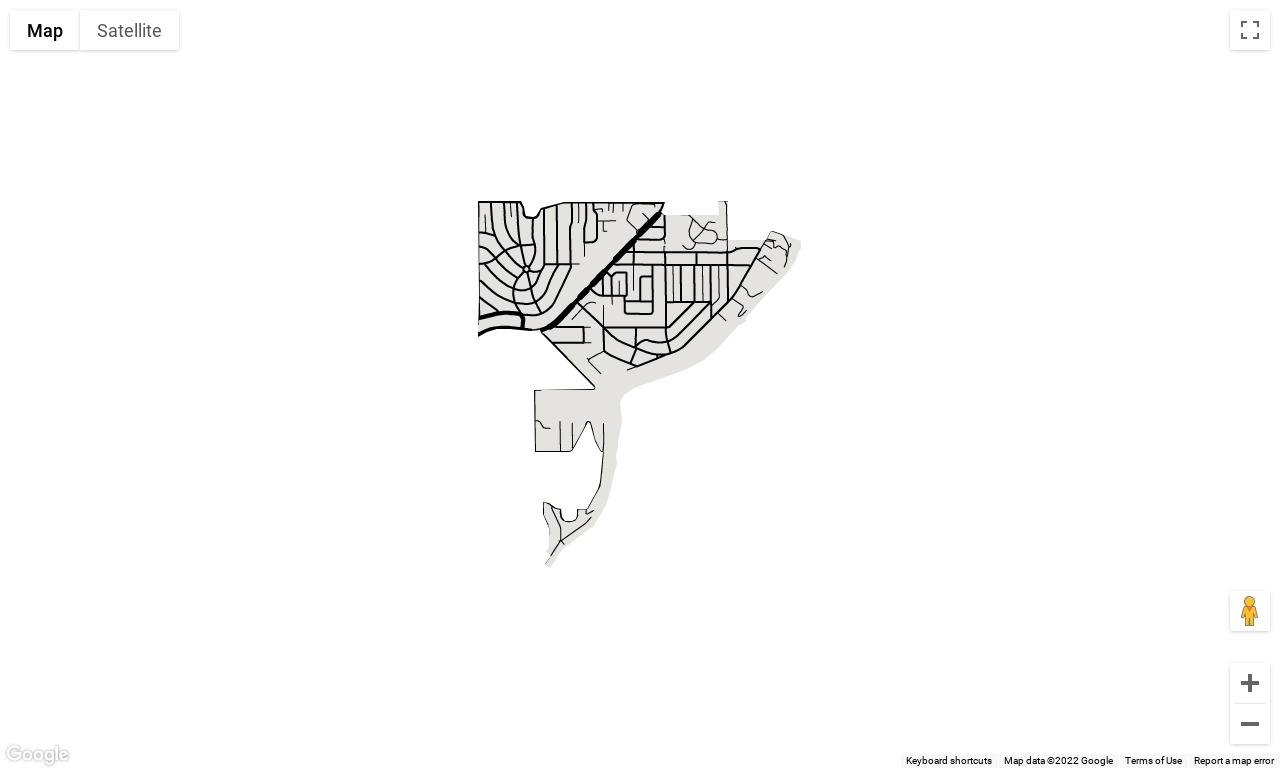 Map Satellite
Google
Keyboard shortcuts Map data ©2022 Google Terms of Use Report a map error